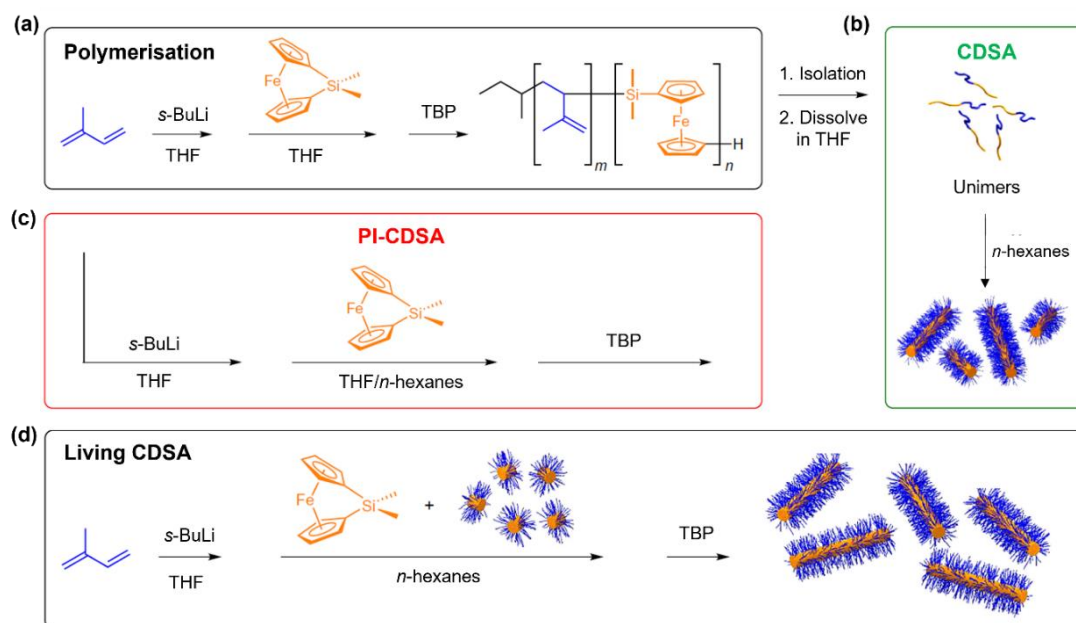 (a)
Polymerisation
s-BuLi
THF
Fe
Si
THF
TBP
Si
Fe
H
m
n
1. Isolation
2. Dissolve
in THF
(b)
CDSA
Unimers
n-hexanes
(c)
PI-CDSA
s-BuLi
THF
Fe
Si
THF/n-hexanes
TBP
(d)
Living CDSA
s-BuLi
THF
Fe
Si
+
n-hexanes
TBP